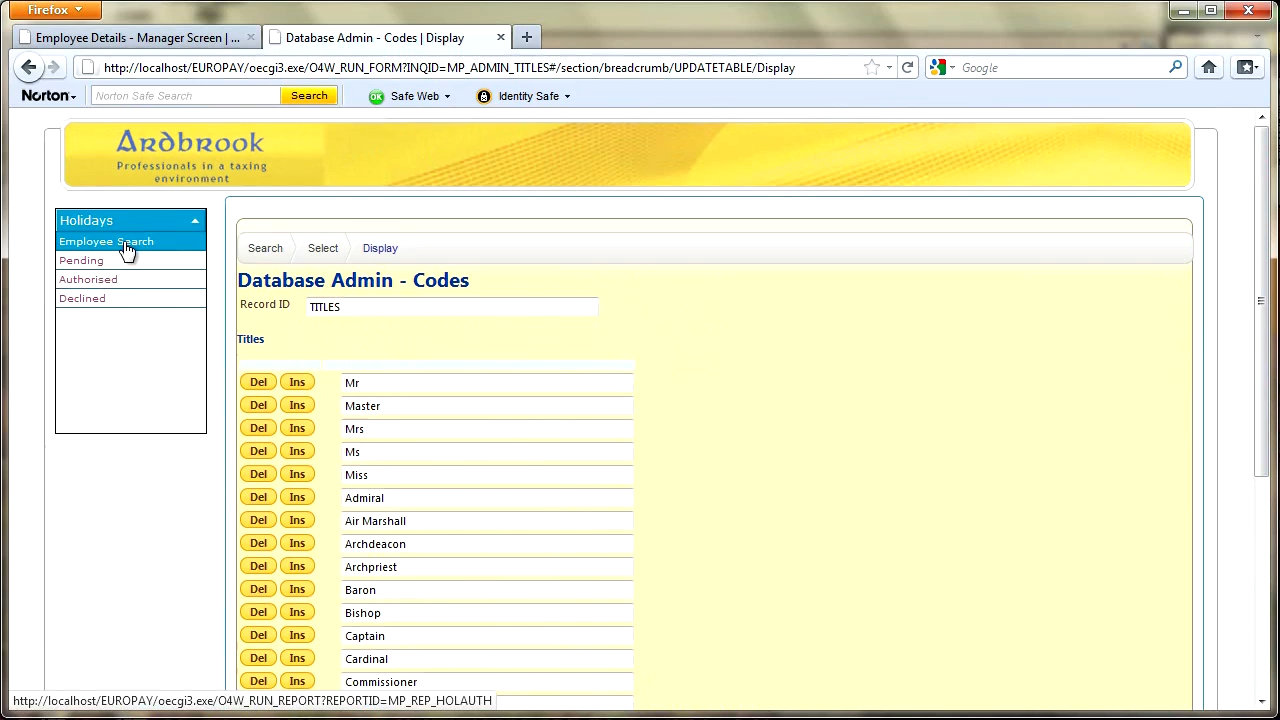 Firefox
Employee Details - Manager Screen | ...
Database Admin - Codes | Display
http://localhost/EUROPAY/oecgi3.exe/O4W_RUN_FORM?INQID=MP_ADMIN_TITLES#/section/breadcrumb/UPDATETABLE/Display
Google
Norton
Norton Safe Search
Search
OK
Safe Web
Identity Safe
Ardbrook
Professionals in a taxing
environment
Holidays
Employee Search
Pending
Authorised
Declined
Search
Select
Display
Database Admin - Codes
Record ID
TITLES
Titles
Del Ins Mr
Del Ins Master
Del Ins Mrs
Del Ins Ms
Del Ins Miss
Del Ins Admiral
Del Ins Air Marshall
Del Ins Archdeacon
Del Ins Archpriest
Del Ins Baron
Del Ins Bishop
Del Ins Captain
Del Ins Cardinal
Del Ins Commissioner
http://localhost/EUROPAY/oecgi3.exe/O4W_RUN_REPORT?REPORTID=MP_REP_HOLAUTH